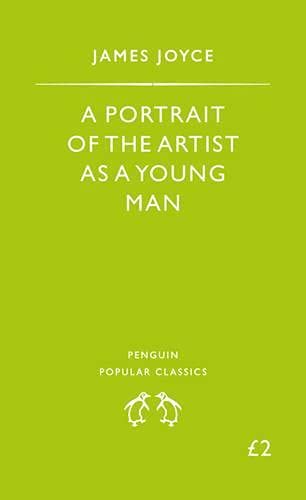 JAMES JOYCE
A PORTRAIT
OF THE ARTIST
AS A YOUNG
MAN
PENGUIN
POPULAR CLASSICS
£2